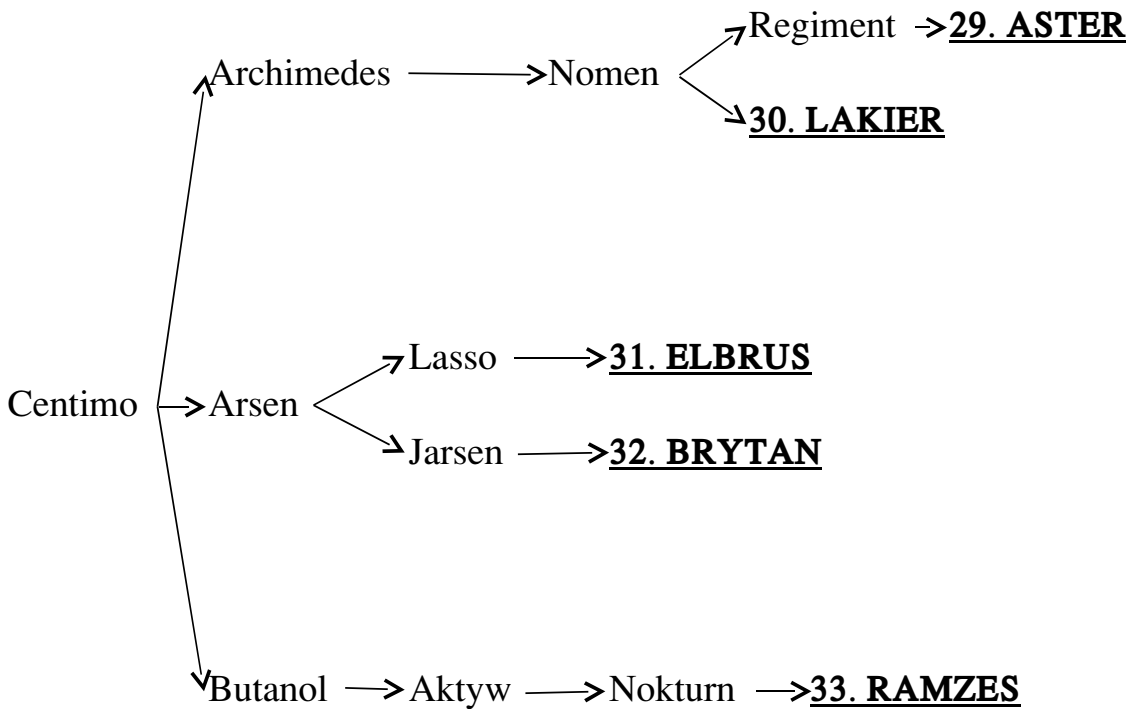 Regiment 29. ASTER
Archimedes Nomen
30. LAKIER
Lasso 31. ELBRUS
Centimo Arsen
Jarsen 32. BRYTAN
Butanol Aktyw Nokturn 33. RAMZES